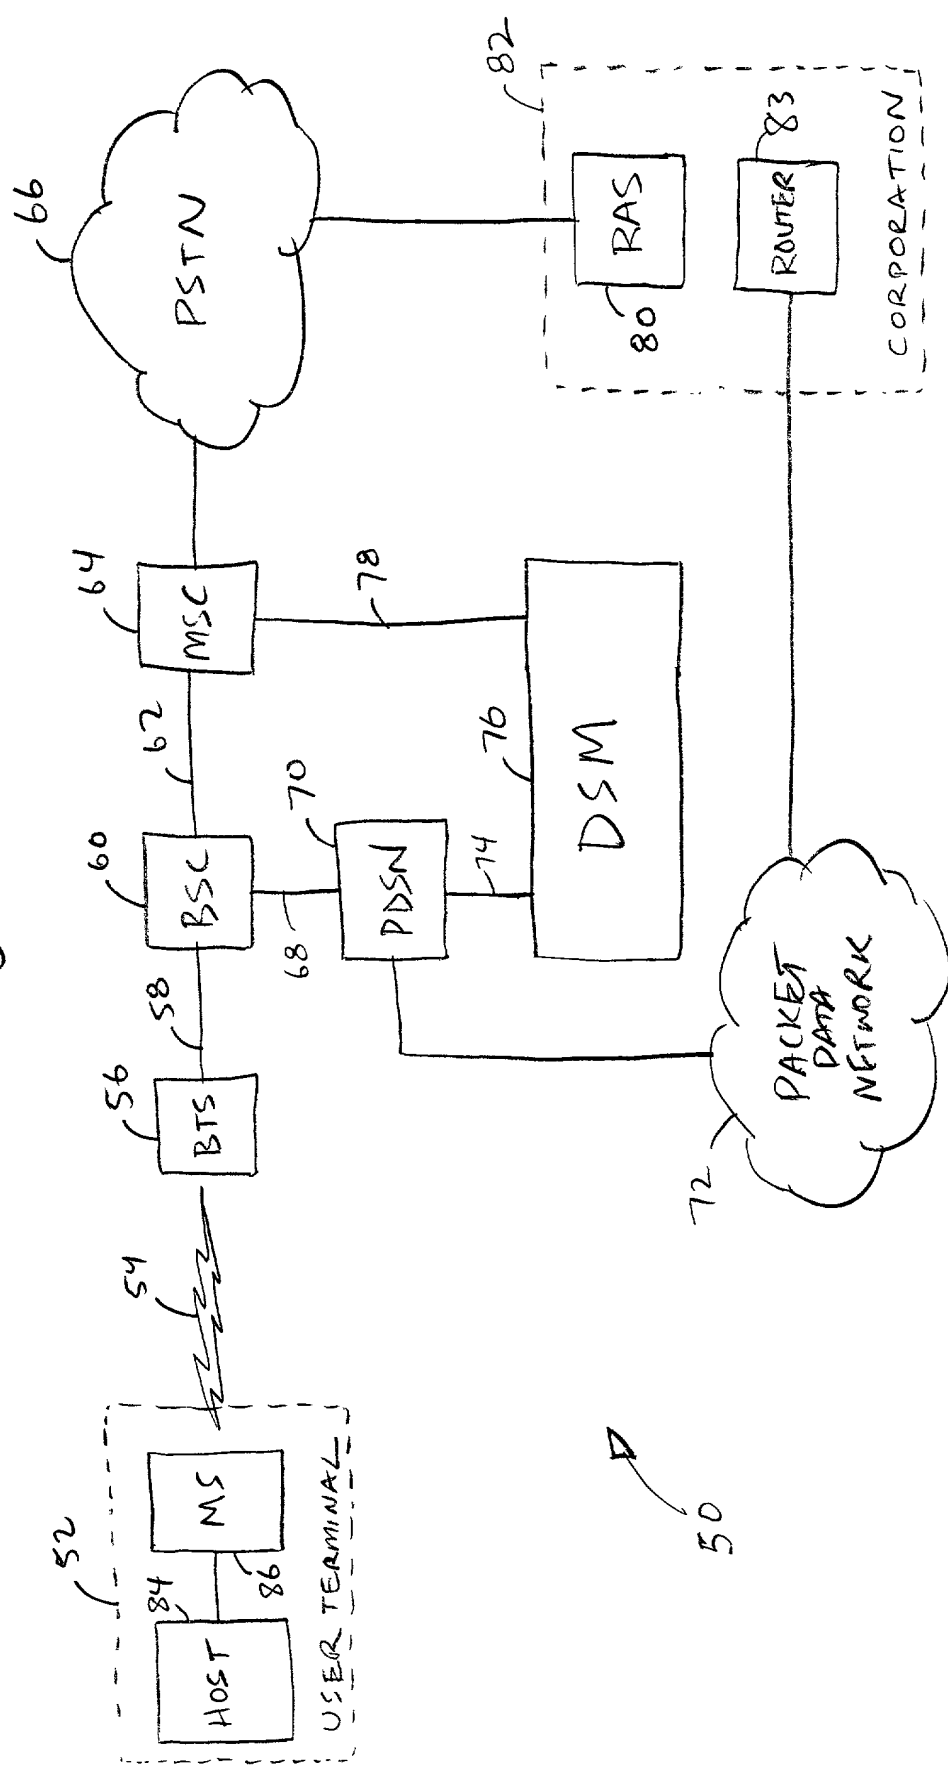 52
HOST
84
MS
86
USER TERMINAL
54
56
BTS
58
60
BSC
62
64
MSC
66
PSTN
68
70
PDSN
74
76
78
DSM
72
PACKET
DATA
NETWORK
82
RAS
80
ROUTER
83
CORPORATION
50